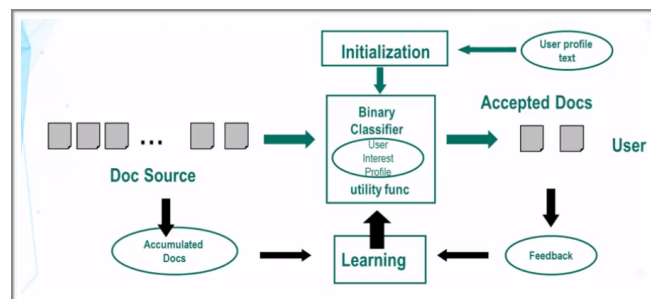 Initialization
User profile
text
Binary
Classifier
User
Interest
Profile
utility func
Accepted Docs
User
...
Doc Source
Accumulated
Docs
Learning
Feedback